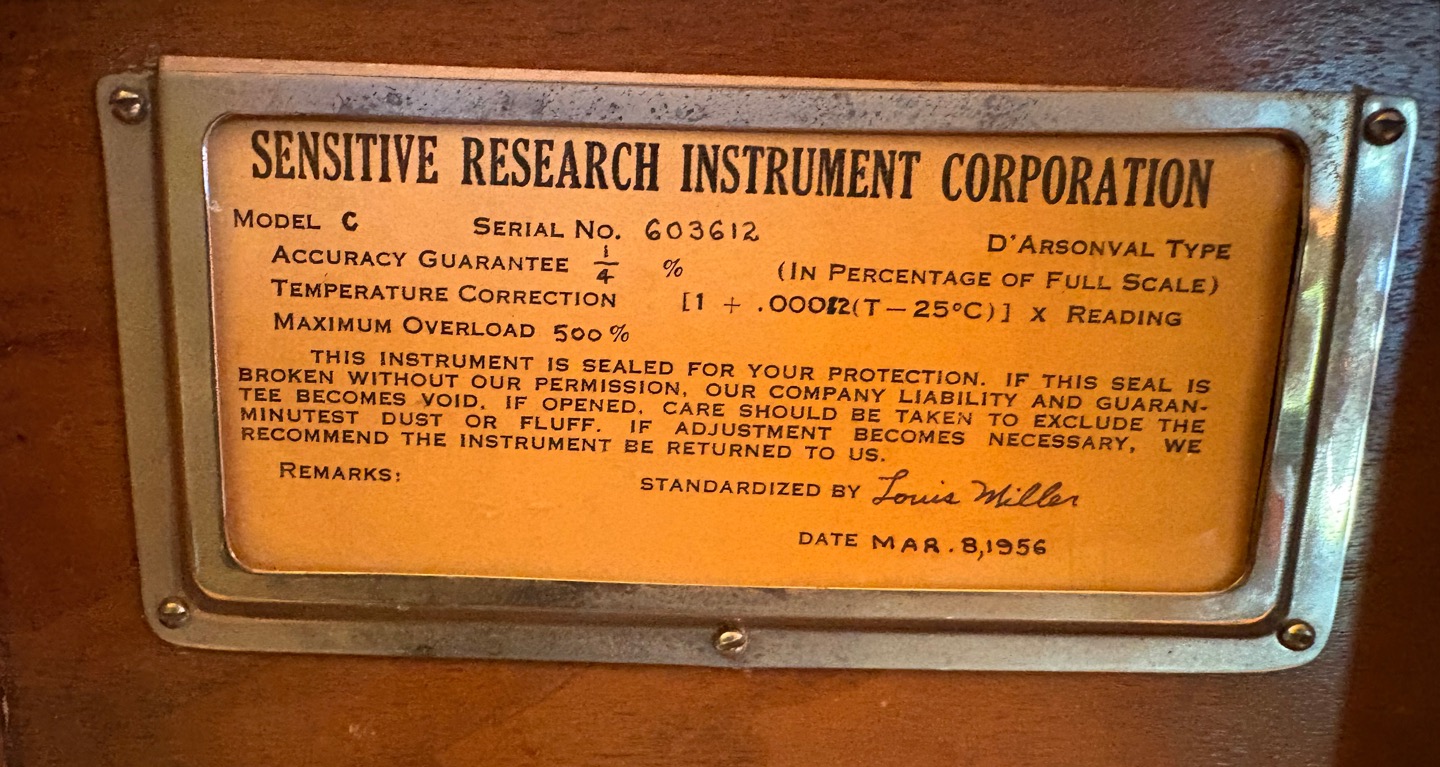 SENSITIVE RESEARCH INSTRUMENT CORPORATION
MODEL C SERIAL NO. 603612 D'ARSONVAL TYPE
ACCURACY GUARANTEE 1/4 % (IN PERCENTAGE OF FULL SCALE)
TEMPERATURE CORRECTION [1 + (T－25°C)] X READING
MAXIMUM OVERLOAD 500%
THIS INSTRUMENT IS SEALED FOR YOUR PROTECTION. IF THIS SEAL IS
BROKEN WITHOUT OUR PERMISSION, OUR COMPANY LIABILITY AND GUARAN-
TEE BECOMES VOID. IF OPENED, CARE SHOULD BE TAKEN TO EXCLUDE THE
MINUTEST DUST OR FLUFF. IF ADJUSTMENT BECOMES NECESSARY, WE
RECOMMEND THE INSTRUMENT BE RETURNED TO US.
REMARKS: STANDARDIZED BY Louis Miller
DATE MAR. 8, 1956